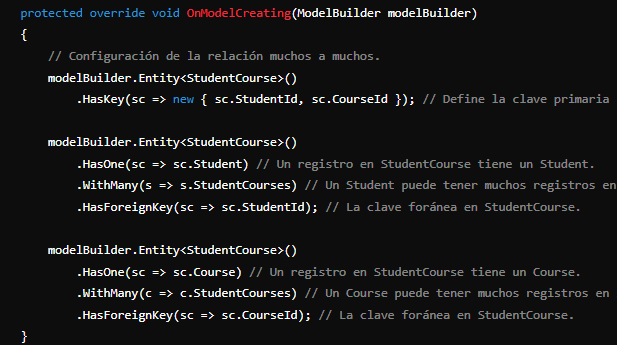 protected override void OnModelCreating(ModelBuilder modelBuilder)
{
// Configuración de la relación muchos a muchos.
modelBuilder.Entity<StudentCourse>()
.HasKey(sc => new { sc.StudentId, sc.CourseId }); // Define la clave primaria
modelBuilder.Entity<StudentCourse>()
.HasOne(sc => sc.Student) // Un registro en StudentCourse tiene un Student.
.WithMany(s => s.StudentCourses) // Un Student puede tener muchos registros en
.HasForeignKey(sc => sc.StudentId); // La clave foránea en StudentCourse.
modelBuilder.Entity<StudentCourse>()
.HasOne(sc => sc.Course) // Un registro en StudentCourse tiene un Course.
.WithMany(c => c.StudentCourses) // Un Course puede tener muchos registros en
.HasForeignKey(sc => sc.CourseId); // La clave foránea en StudentCourse.
}